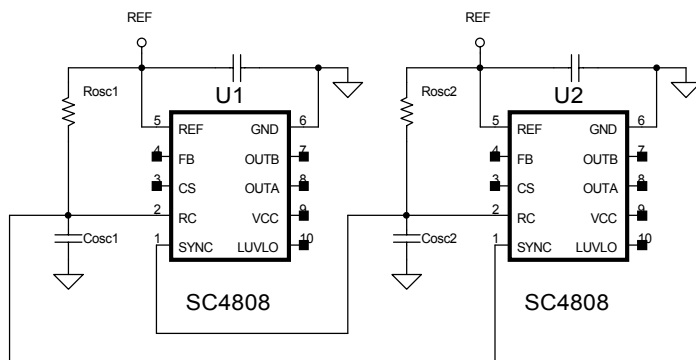 REF
REF
Rosc1
U1
Rosc2
U2
5 REF GND 6
4 FB OUTB 7
3 CS OUTA 8
2 RC VCC 9
1 SYNC LUVLO 10
Cosc1
SC4808
5 REF GND 6
4 FB OUTB 7
3 CS OUTA 8
2 RC VCC 9
1 SYNC LUVLO 10
Cosc2
SC4808